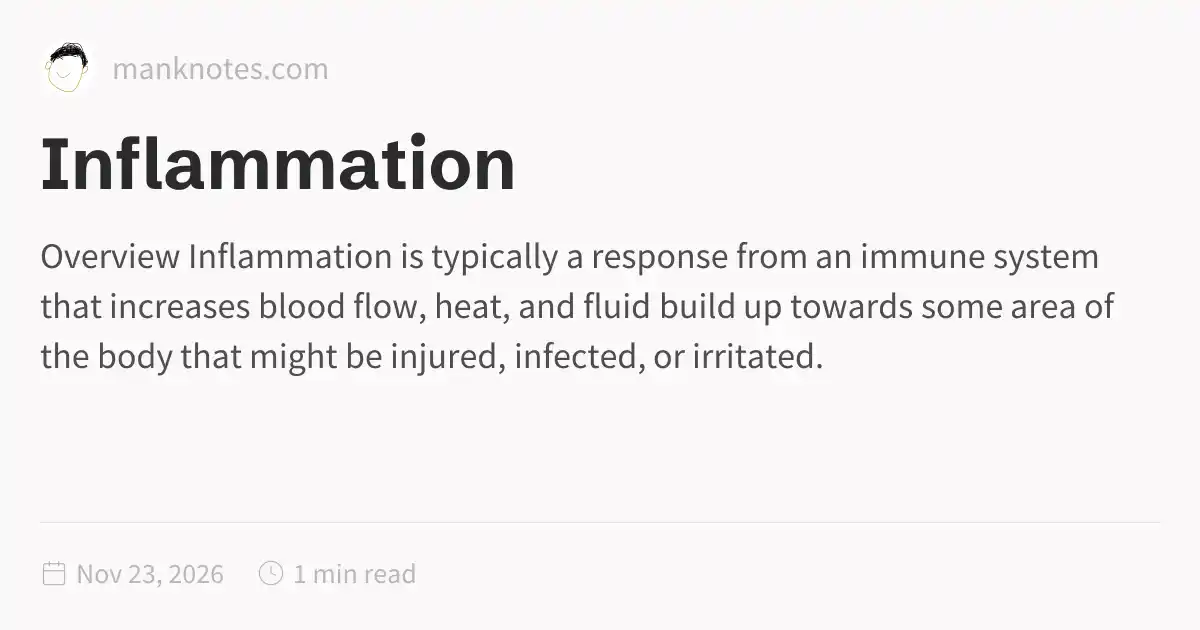 manknotes.com
Inflammation
Overview Inflammation is typically a response from an immune system
that increases blood flow, heat, and fluid build up towards some area of
the body that might be injured, infected, or irritated.
Nov 23, 2026 1 min read